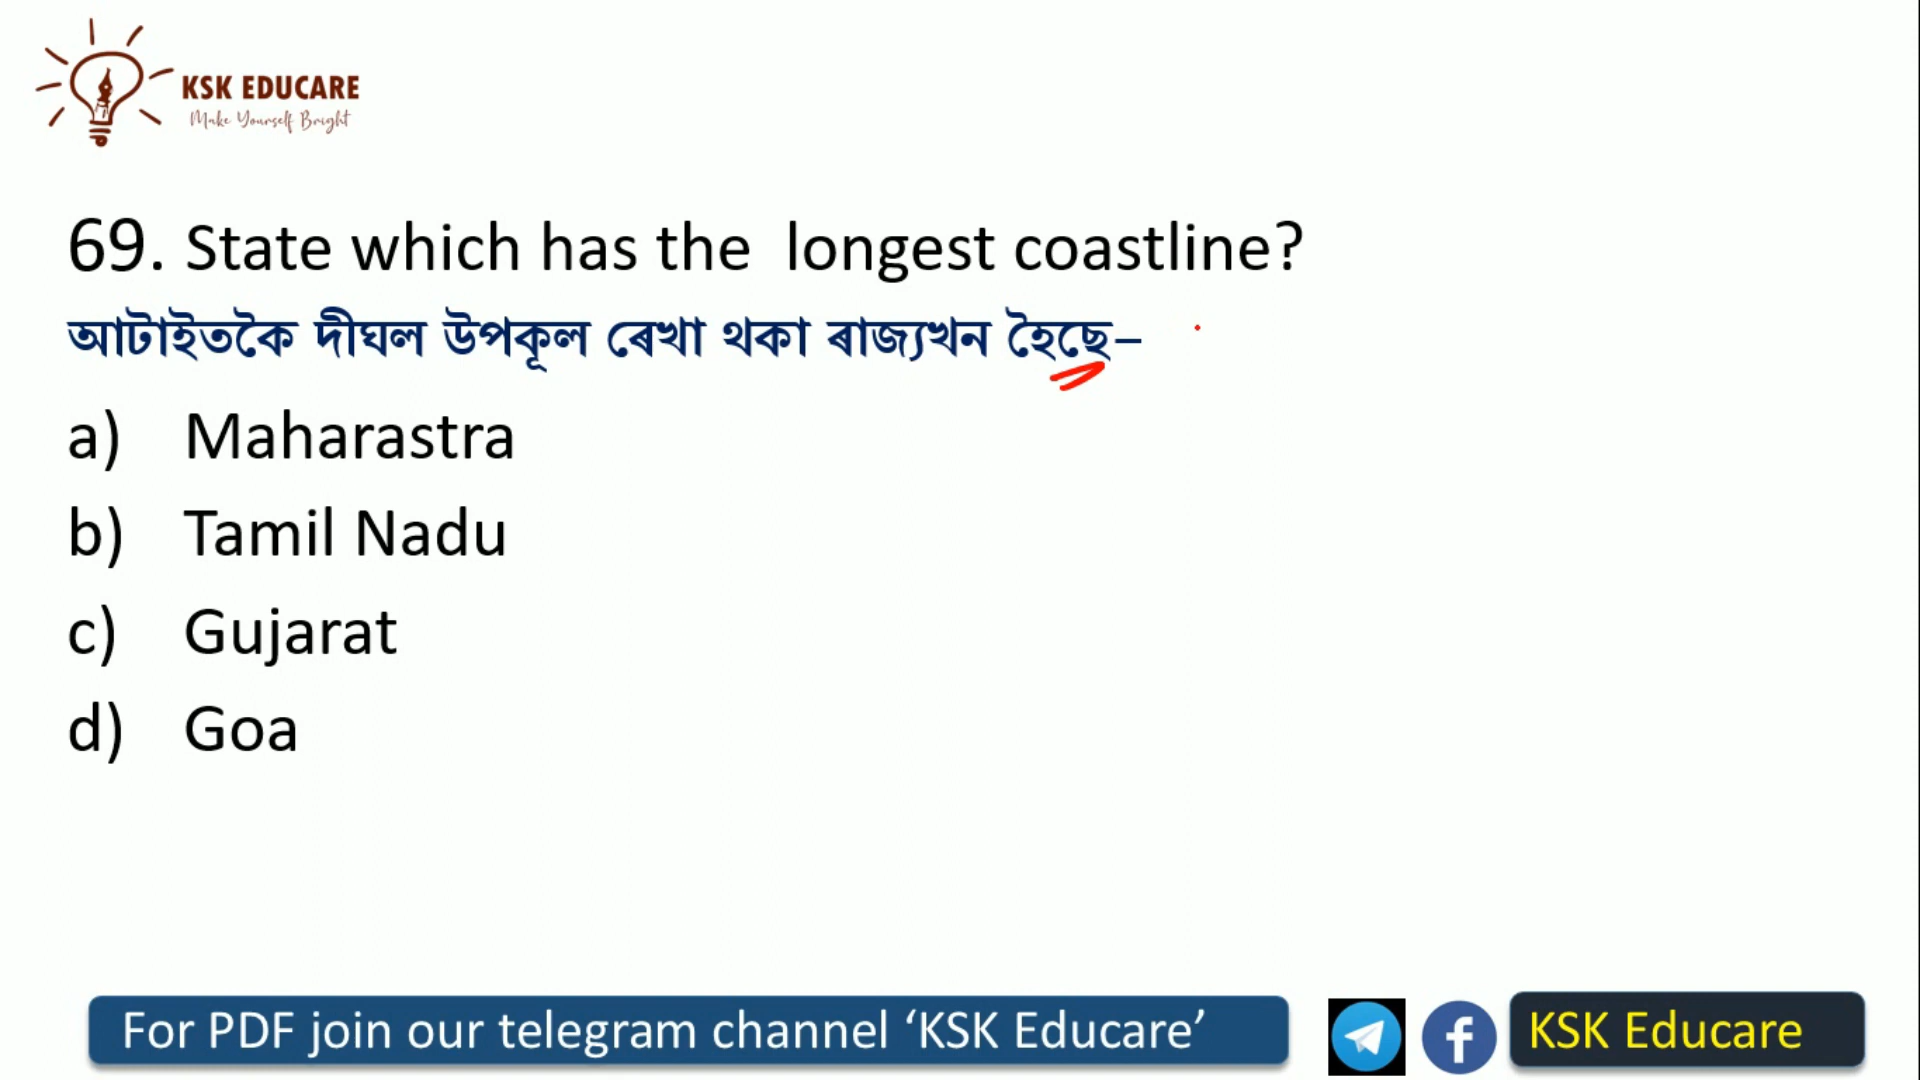 KSK EDUCARE
Make Yourself Bright
69. State which has the longest coastline?
আটাইতকৈ দীঘল উপকূল ৰেখা থকা ৰাজ্যখন হৈছে–
a) Maharastra
b) Tamil Nadu
c) Gujarat
d) Goa
For PDF join our telegram channel ‘KSK Educare’
KSK Educare